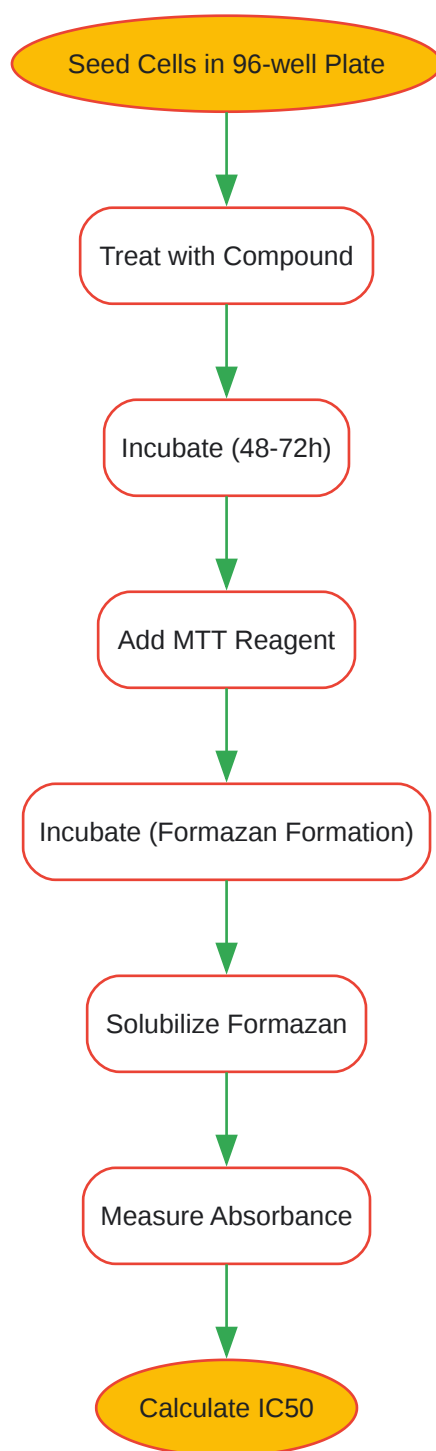 Seed Cells in 96-well Plate
Treat with Compound
Incubate (48-72h)
Add MTT Reagent
Incubate (Formazan Formation)
Solubilize Formazan
Measure Absorbance
Calculate IC50